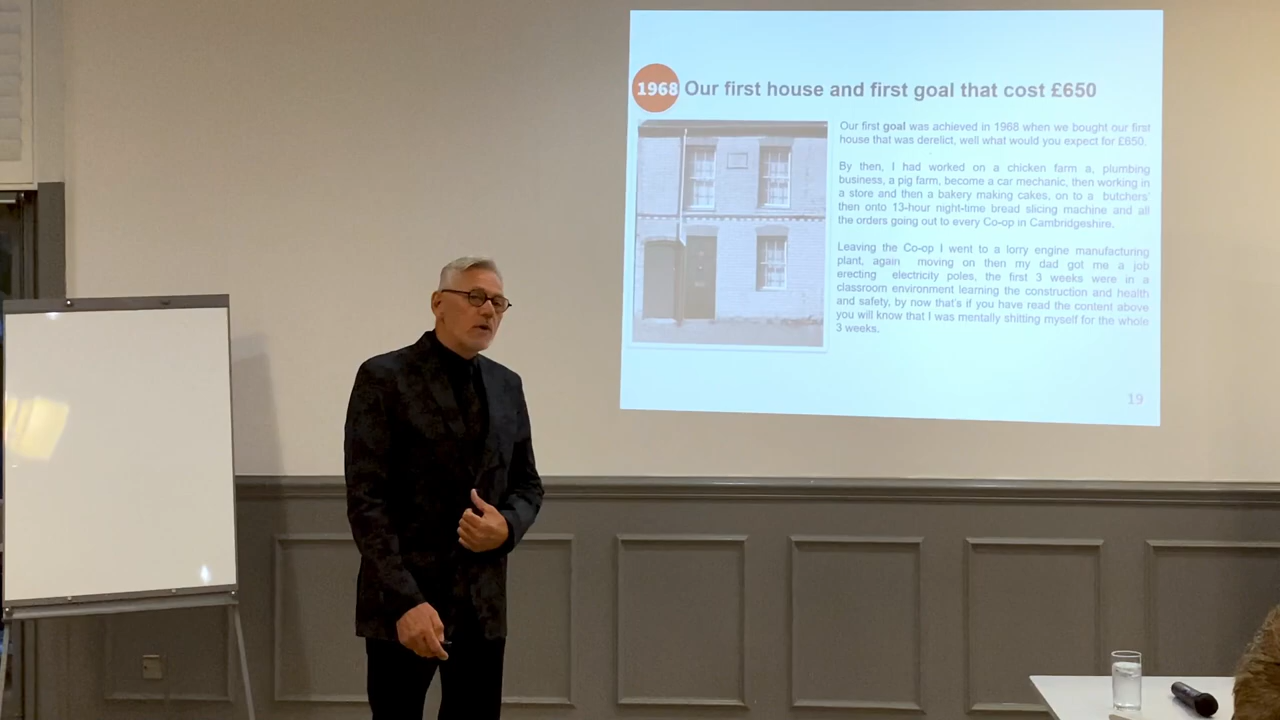 1968 Our first house and first goal that cost £650
Our first goal was achieved in 1968 when we bought our first
house that was derelict, well what would you expect for £650.
By then, I had worked on a chicken farm a, plumbing
business, a pig farm, become a car mechanic, then working in
a store and then a bakery making cakes, on to a butchers'
then onto 13-hour night-time bread slicing machine and all
the orders going out to every Co-op in Cambridgeshire.
Leaving the Co-op I went to a lorry engine manufacturing
plant, again moving on then my dad got me a job
erecting electricity poles, the first 3 weeks were in a
classroom environment learning the construction and health
and safety, by now that's if you have read the content above
you will know that I was mentally shitting myself for the whole
3 weeks.
19